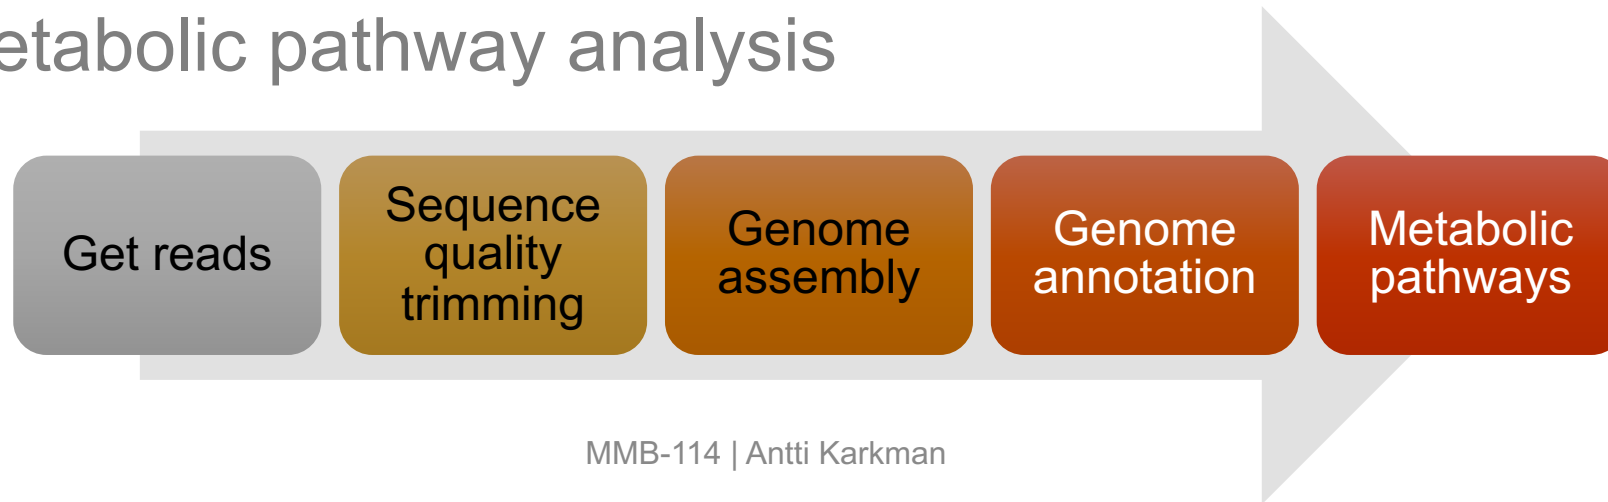 etabolic pathway analysis
Get reads
Sequence
quality
trimming
Genome
assembly
Genome
annotation
Metabolic
pathways
MMB-114 | Antti Karkman